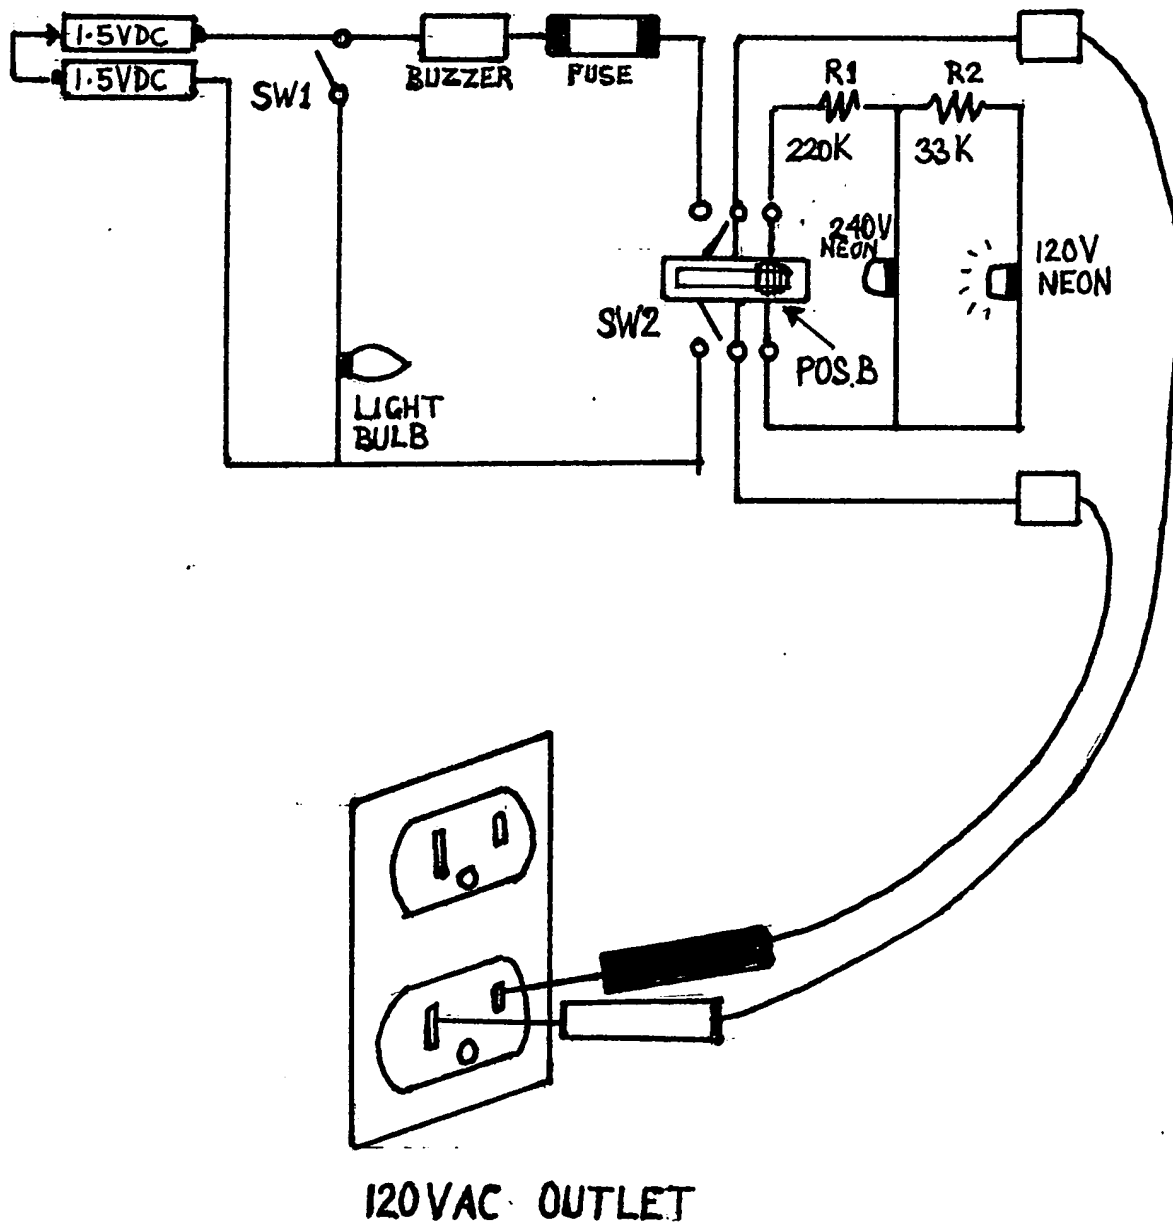 1.5VDC
1.5VDC
SW1
BUZZER
FUSE
R1
R2
220K
33K
240V
NEON
120V
NEON
SW2
POS.B
LIGHT
BULB
120VAC OUTLET